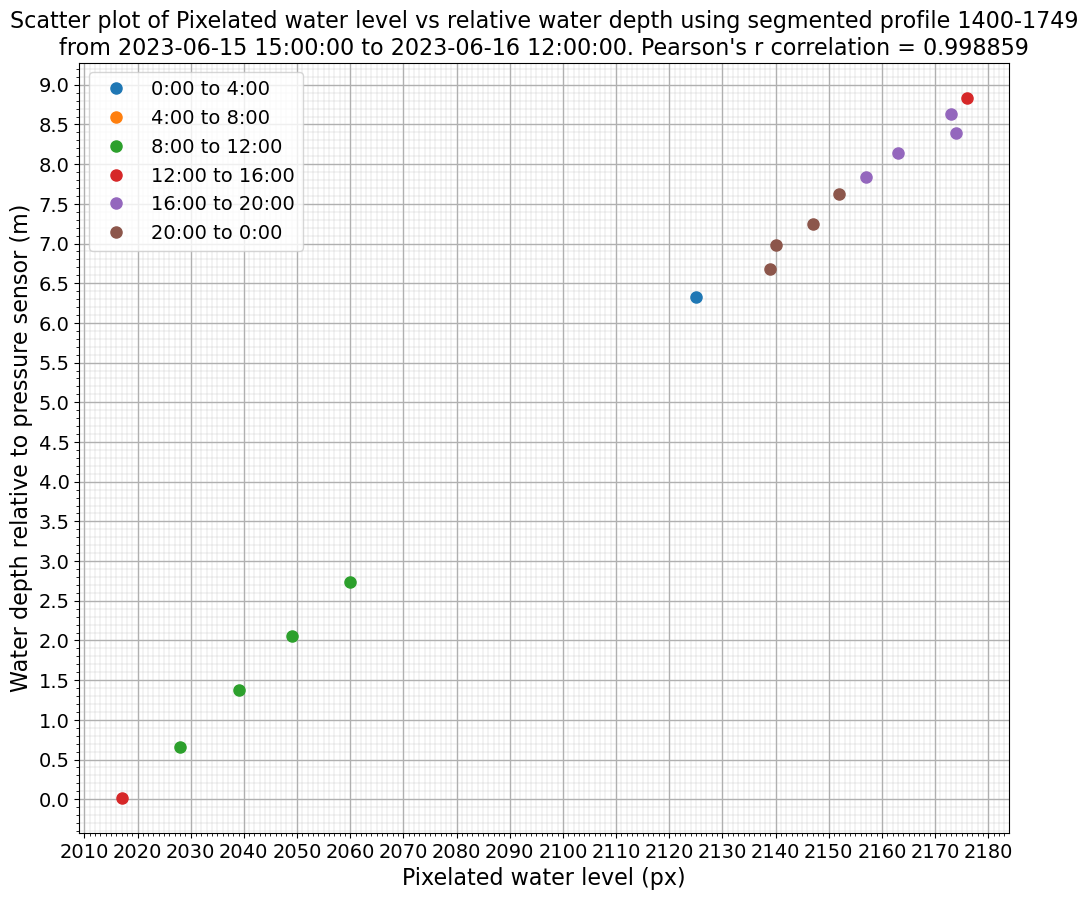 Scatter plot of Pixelated water level vs relative water depth using segmented profile 1400-1749
from 2023-06-15 15:00:00 to 2023-06-16 12:00:00. Pearson's r correlation = 0.998859
0:00 to 4:00
4:00 to 8:00
8:00 to 12:00
12:00 to 16:00
16:00 to 20:00
20:00 to 0:00
Water depth relative to pressure sensor (m)
9.0
8.5
8.0
7.5
7.0
6.5
6.0
5.5
5.0
4.5
4.0
3.5
3.0
2.5
2.0
1.5
1.0
0.5
0.0
2010 2020 2030 2040 2050 2060 2070 2080 2090 2100 2110 2120 2130 2140 2150 2160 2170 2180
Pixelated water level (px)